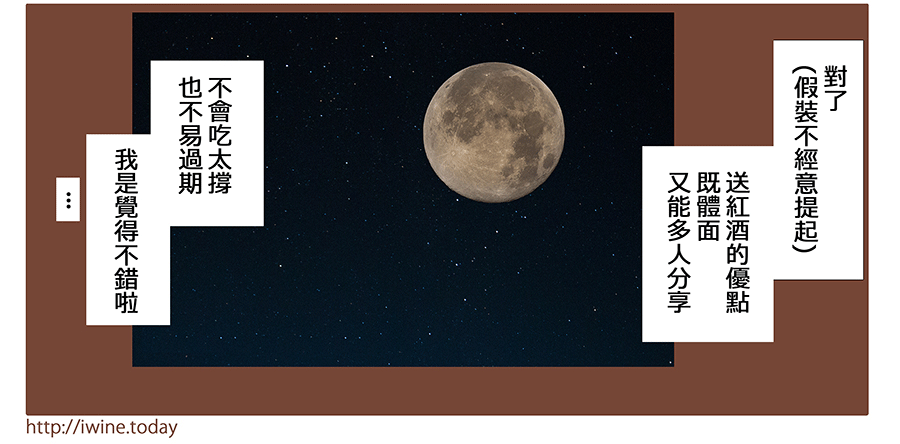 對了
(假裝不經意提起)
送紅酒的優點
既體面
又能多人分享
不會吃太撐
也不易過期
我是覺得不錯啦
…
http://iwine.today